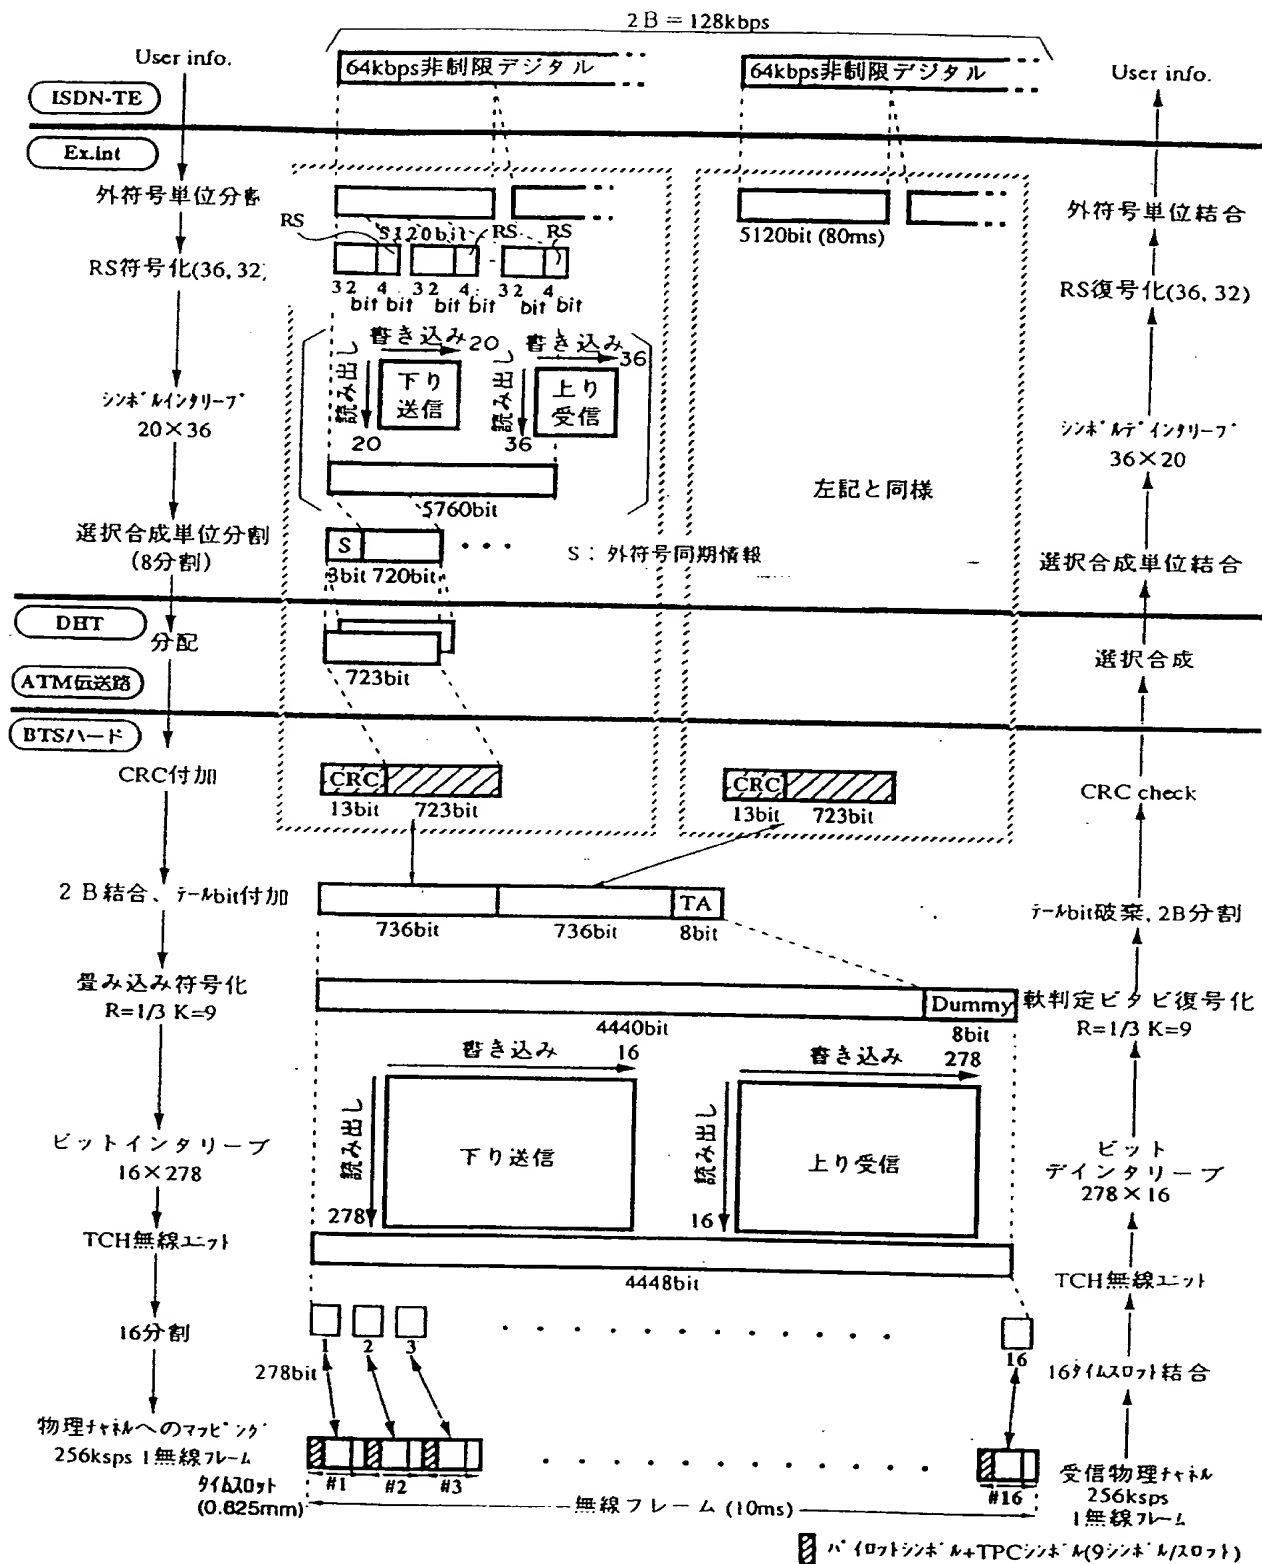 2B = 128kbps
User info.
64kbps非制限デジタル
64kbps非制限デジタル
User info.
ISDN-TE
Ex.int
外符号単位分割
5120bit
5120bit (80ms)
外符号単位結合
RS
RS
RS
RS符号化(36,32)
32bit
4bit
32bit
4bit
32bit
4bit
RS復号化(36, 32)
書き込み 20
書き込み 36
読み出し
下り送信
20
読み出し
上り受信
36
シンボルインタリーブ
20×36
シンボルデインタリーブ
36×20
5760bit
左記と同様
選択合成単位分割
(8分割)
S
3bit 720bit
S: 外符号同期情報
選択合成単位結合
DHT
分配
723bit
選択合成
ATM伝送路
BTSハード
CRC付加
CRC
13bit 723bit
CRC
13bit 723bit
CRC check
2B結合、テールbit付加
TA
736bit 736bit 8bit
テールbit破棄, 2B分割
畳み込み符号化
R=1/3 K=9
Dummy
4440bit 8bit
軟判定ビタビ復号化
R=1/3 K=9
書き込み 16
書き込み 278
読み出し
下り送信
278
読み出し
上り受信
16
ビットインタリーブ
16×278
ビット
デインタリーブ
278×16
TCH無線ユニット
4448bit
TCH無線ユニット
16分割
1 2 3 16
278bit
16タイムスロット結合
物理チャネルへのマッピング
256ksps 1無線フレーム
タイムスロット
(0.625mm)
#1 #2 #3 #16
無線フレーム (10ms)
受信物理チャネル
256ksps
1無線フレーム
パイロットシンボル+TPCシンボル(9シンボル/スロット)